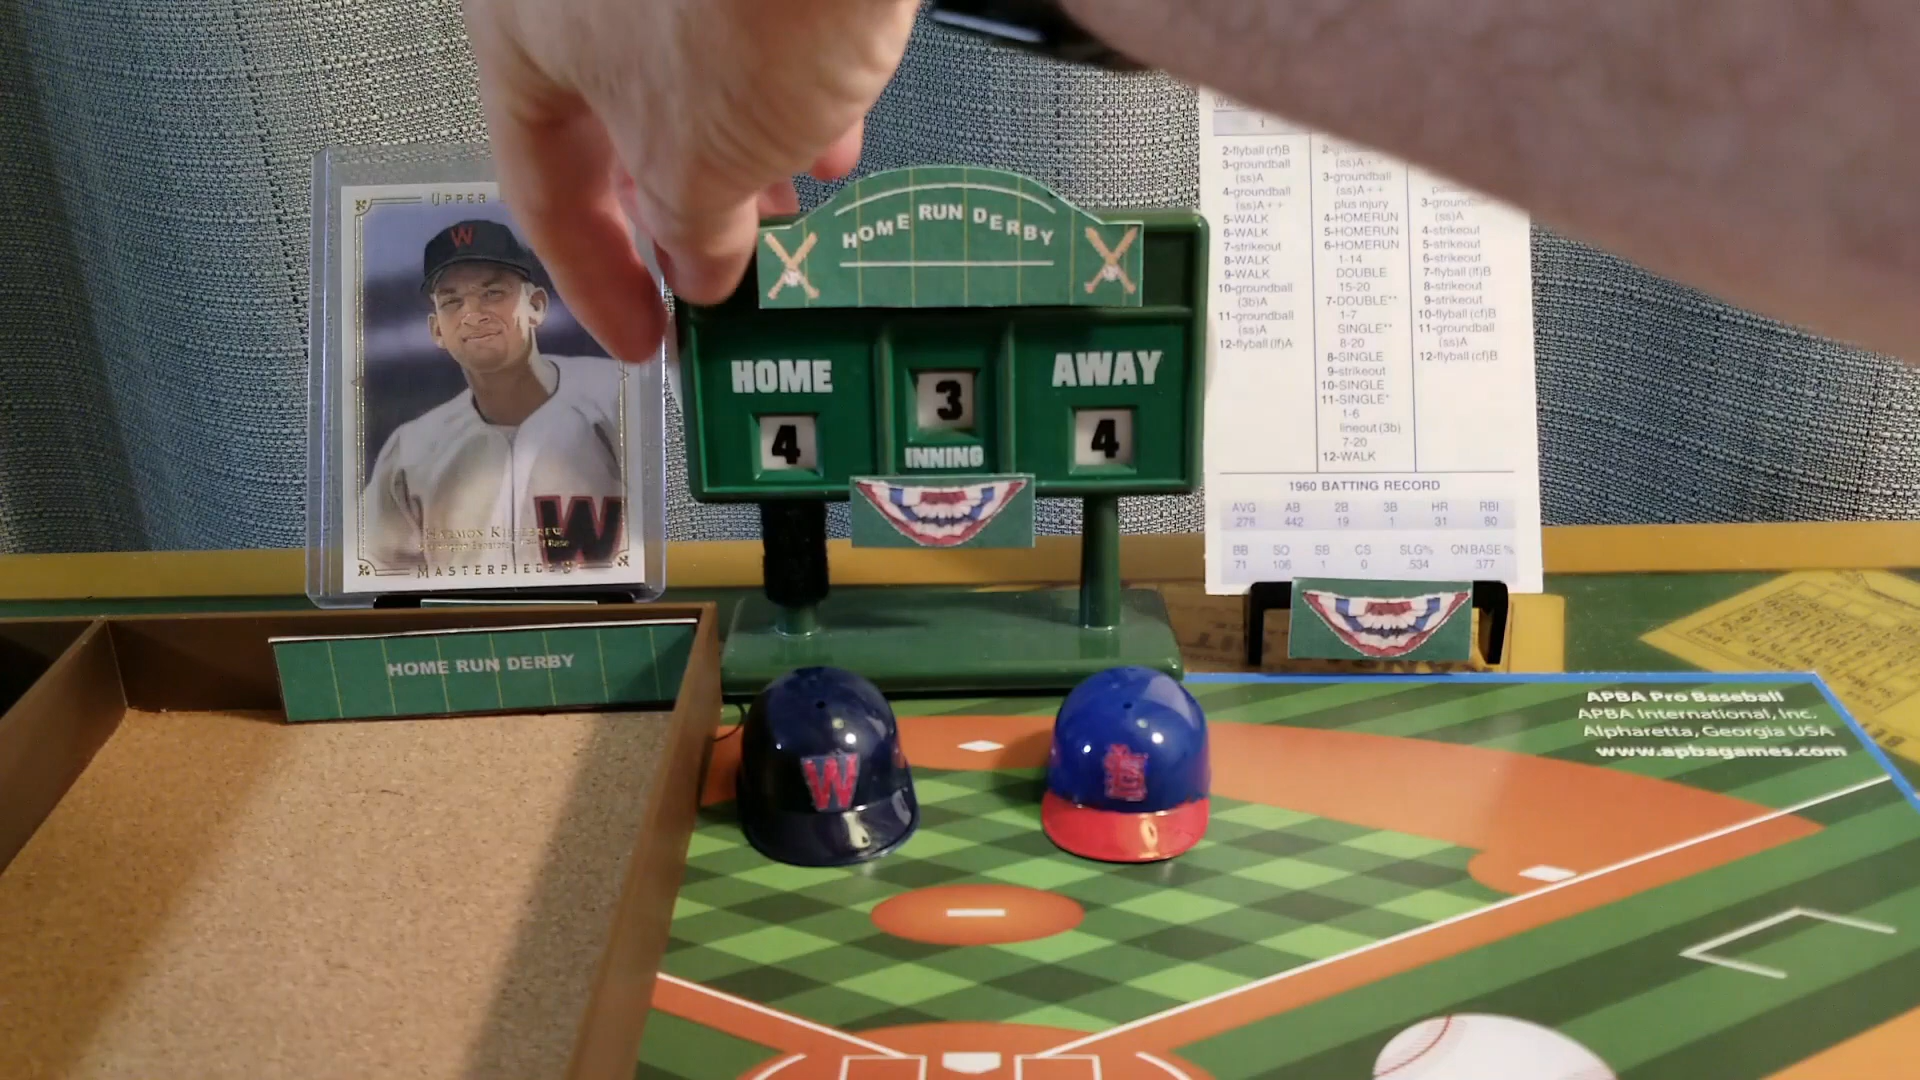 UPPER
W
HARMON KILLEBREW
MASTERPIECES
W
HOME RUN DERBY
HOME
AWAY
4
3
4
INNING
1
2-flyball (rf)B
3-groundball
(ss)A
4-groundball
(ss)A++
5-WALK
6-WALK
7-strikeout
8-WALK
9-WALK
10-groundball
(3b)A
11-groundball
(ss)A
12-flyball (lf)A
(ss)A+
3-groundball
(ss)A++
plus injury
4-HOMERUN
5-HOMERUN
6-HOMERUN
1-14
DOUBLE
15-20
7-DOUBLE**
1-7
SINGLE**
8-20
8-SINGLE
9-strikeout
10-SINGLE
11-SINGLE*
1-6
lineout (3b)
7-20
12-WALK
(ss)A
4-strikeout
5-strikeout
6-strikeout
7-flyball (lf)B
8-strikeout
9-strikeout
10-flyball (cf)B
11-groundball
(ss)A
12-flyball (cf)B
1960 BATTING RECORD
AVG AB 2B 3B HR RBI
.276 442 19 1 31 80
BB SO SB CS SLG% ON BASE %
71 106 1 0 .534 .377
HOME RUN DERBY
W
APBA Pro Baseball
APBA International, Inc.
Alpharetta, Georgia USA
www.apbagames.com